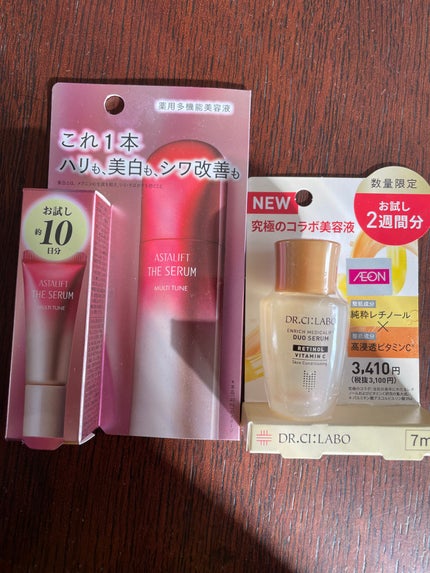 お試し
約10
日分
ASTALIFT
THE SERUM
MULTI TUNE
薬用多機能美容液
これ1本
ハリも、美白も、シワ改善も
ASTALIFT
THE SERUM
MULTI TUNE
数量限定
お試し
2週間分
NEW
究極のコラボ美容液
ÆON
DR.CI:LABO
DUO SERUM
RETINOL
VITAMIN C
Skin Conditioning
純粋レチノール
×
高浸透ビタミンC
3,410円
(税抜3,100円)
DR.CI:LABO
7m